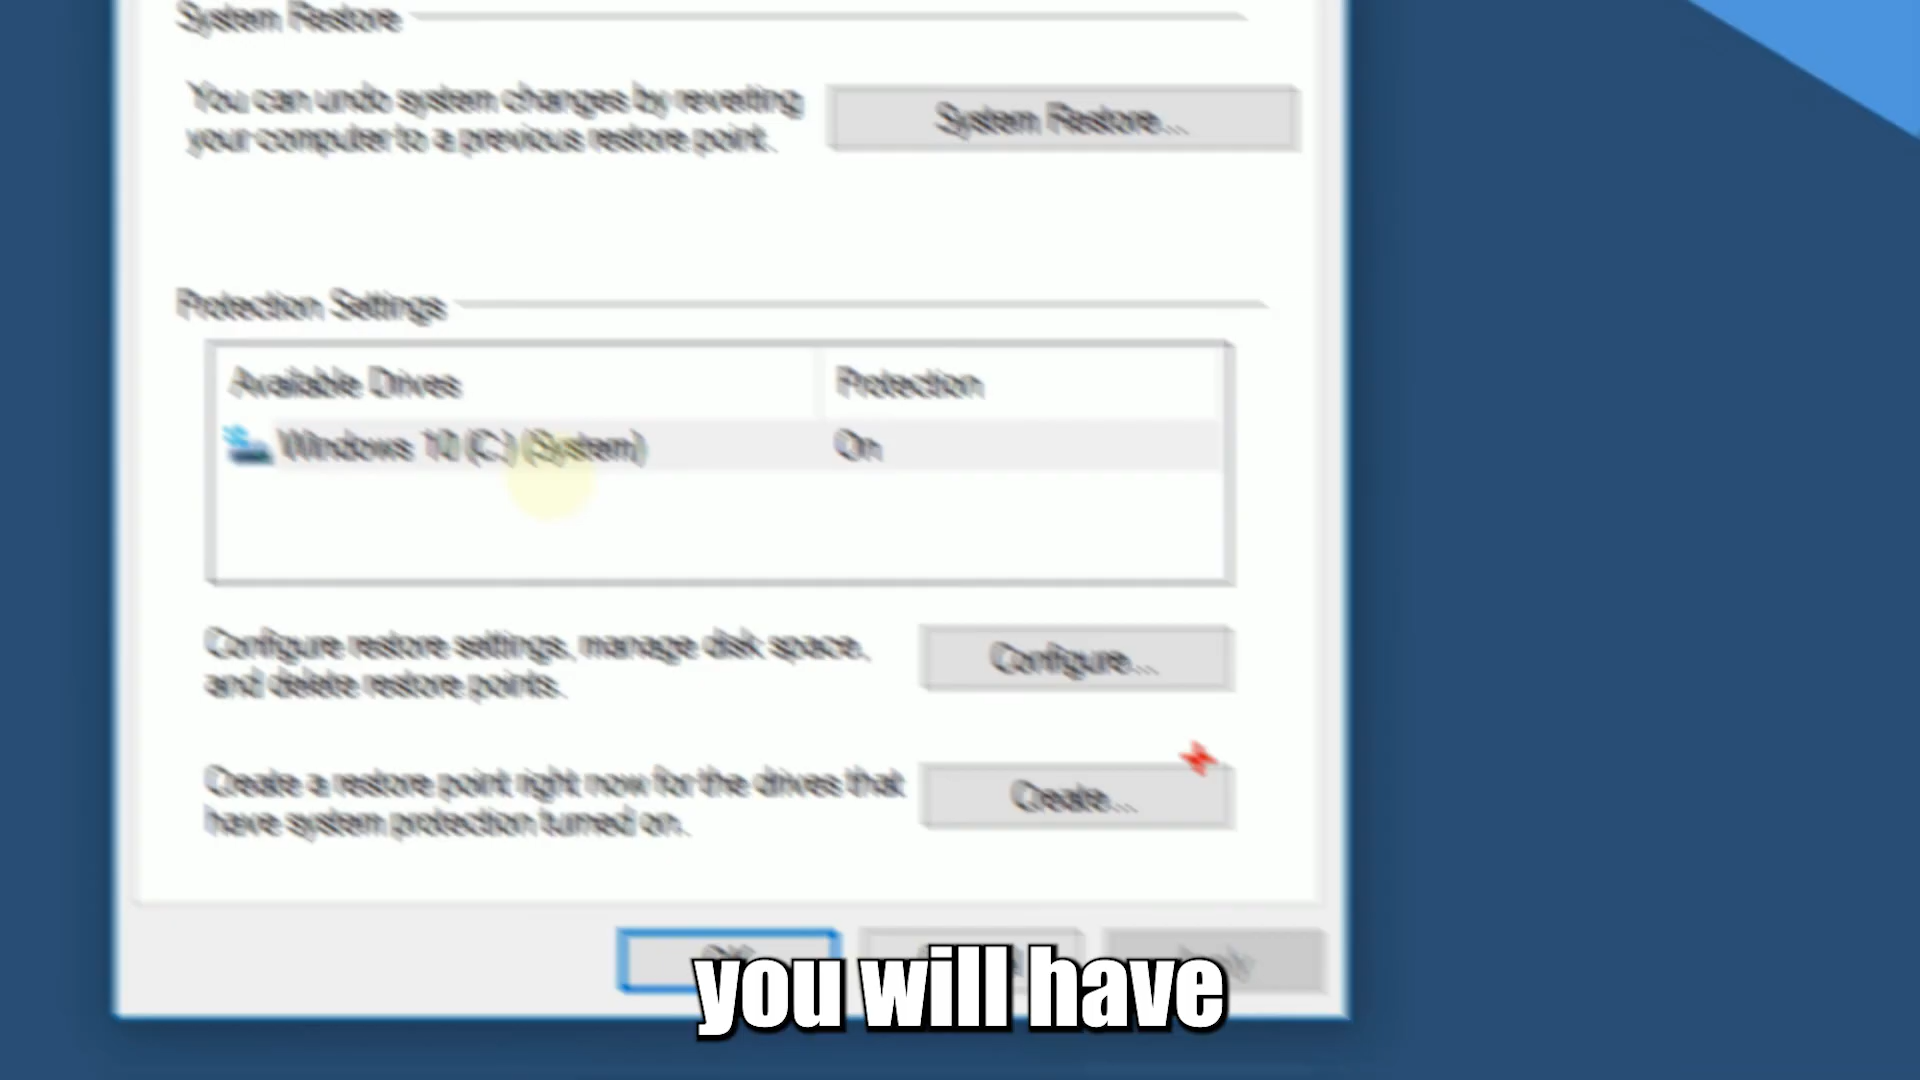 System Restore
You can undo system changes by reverting
your computer to a previous restore point.
System Restore...
Protection Settings
Available Drives Protection
Windows 10 (C:) (System) On
Configure restore settings, manage disk space,
and delete restore points.
Configure...
Create a restore point right now for the drives that
have system protection turned on.
Create...
you will have